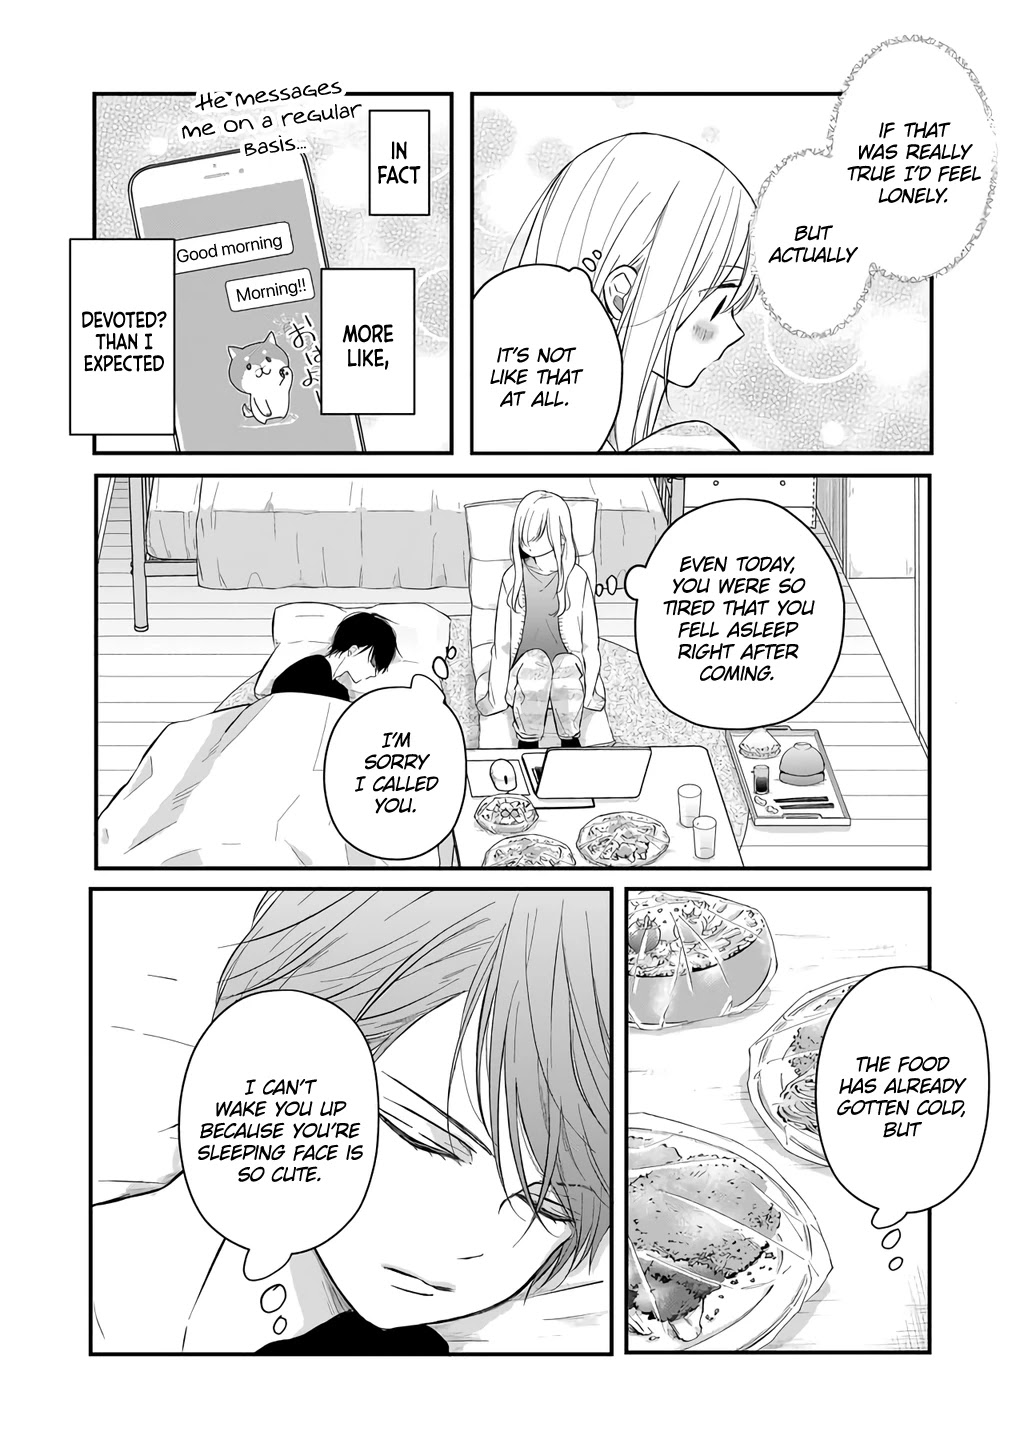 IF THAT
WAS REALLY
TRUE I'D FEEL
LONELY.
BUT
ACTUALLY
IT'S NOT
LIKE THAT
AT ALL.
He messages
me on a regular
basis...
IN
FACT
Good morning
Morning!!
おはよ
MORE
LIKE,
DEVOTED?
THAN I
EXPECTED
EVEN TODAY,
YOU WERE SO
TIRED THAT YOU
FELL ASLEEP
RIGHT AFTER
COMING.
I'M
SORRY
I CALLED
YOU.
THE FOOD
HAS ALREADY
GOTTEN COLD,
BUT
I CAN'T
WAKE YOU UP
BECAUSE YOU'RE
SLEEPING FACE IS
SO CUTE.